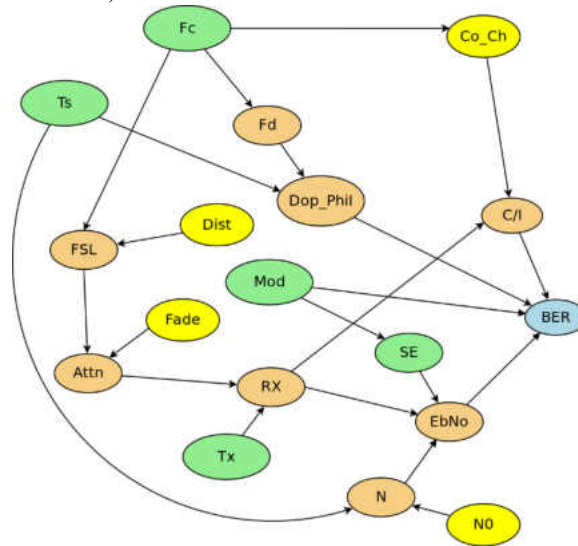 Fc
Co_Ch
Ts
Fd
Dop_Phil
C/I
Dist
FSL
Mod
Fade
BER
SE
Attn
RX
EbNo
Tx
N
N0